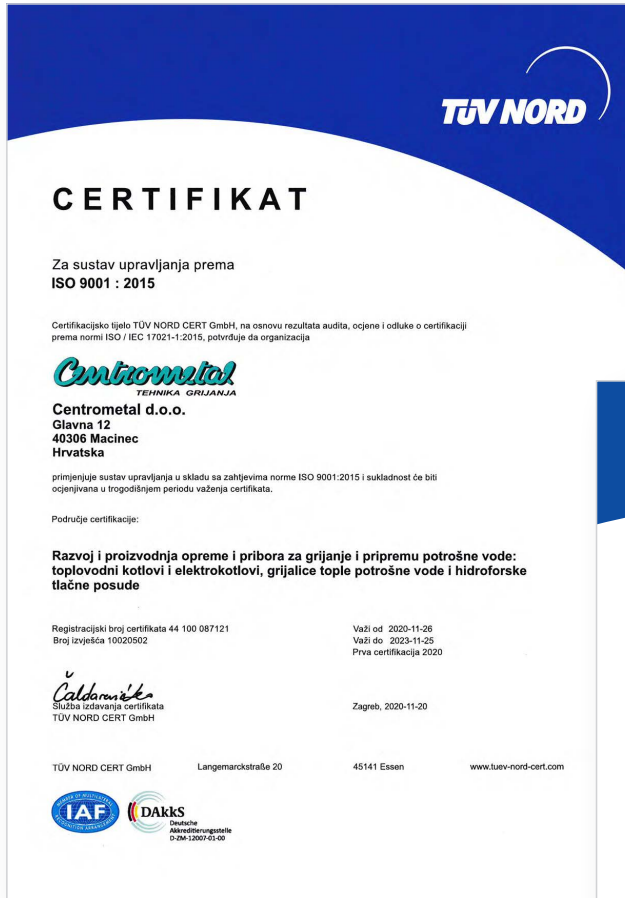 TÜV NORD
CERTIFIKAT
Za sustav upravljanja prema
ISO 9001 : 2015
Certifikacijsko tijelo TÜV NORD CERT GmbH, na osnovu rezultata audita, ocjene i odluke o certifikaciji
prema normi ISO / IEC 17021-1:2015, potvrđuje da organizacija
Centrometal
TEHNIKA GRIJANJA
Centrometal d.o.o.
Glavna 12
40306 Macinec
Hrvatska
primjenjuje sustav upravljanja u skladu sa zahtjevima norme ISO 9001:2015 i sukladnost će biti
ocjenjivana u trogodišnjem periodu važenja certifikata.
Područje certifikacije:
Razvoj i proizvodnja opreme i pribora za grijanje i pripremu potrošne vode:
toplovodni kotlovi i elektrokotlovi, grijalice tople potrošne vode i hidroforske
tlačne posude
Registracijski broj certifikata 44 100 087121
Broj izvješća 10020502
Važi od 2020-11-26
Važi do 2023-11-25
Prva certifikacija 2020
Služba izdavanja certifikata
TÜV NORD CERT GmbH
Zagreb, 2020-11-20
TÜV NORD CERT GmbH Langemarckstraße 20 45141 Essen www.tuev-nord-cert.com
MEMBER OF MULTILATERAL
IAF
RECOGNITION ARRANGEMENT
DAkkS
Deutsche
Akkreditierungsstelle
D-ZM-12007-01-00